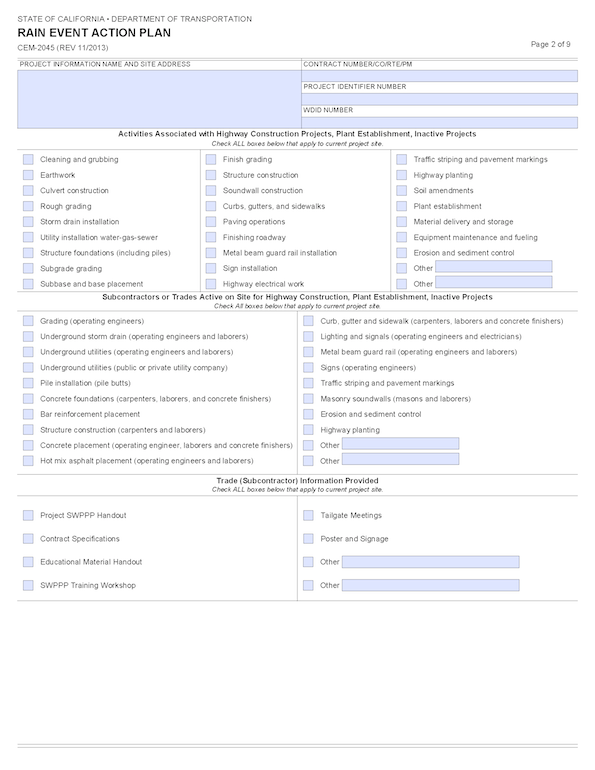 STATE OF CALIFORNIA • DEPARTMENT OF TRANSPORTATION
RAIN EVENT ACTION PLAN
CEM-2045 (REV 11/2013)
Page 2 of 9
PROJECT INFORMATION NAME AND SITE ADDRESS
CONTRACT NUMBER/CO/RTE/PM
PROJECT IDENTIFIER NUMBER
WDID NUMBER
Activities Associated with Highway Construction Projects, Plant Establishment, Inactive Projects
Check ALL boxes below that apply to current project site.
Cleaning and grubbing
Earthwork
Culvert construction
Rough grading
Storm drain installation
Utility installation water-gas-sewer
Structure foundations (including piles)
Subgrade grading
Subbase and base placement
Finish grading
Structure construction
Soundwall construction
Curbs, gutters, and sidewalks
Paving operations
Finishing roadway
Metal beam guard rail installation
Sign installation
Highway electrical work
Traffic striping and pavement markings
Highway planting
Soil amendments
Plant establishment
Material delivery and storage
Equipment maintenance and fueling
Erosion and sediment control
Other
Other
Subcontractors or Trades Active on Site for Highway Construction, Plant Establishment, Inactive Projects
Check All boxes below that apply to current project site.
Grading (operating engineers)
Underground storm drain (operating engineers and laborers)
Underground utilities (operating engineers and laborers)
Underground utilities (public or private utility company)
Pile installation (pile butts)
Concrete foundations (carpenters, laborers, and concrete finishers)
Bar reinforcement placement
Structure construction (carpenters and laborers)
Concrete placement (operating engineer, laborers and concrete finishers)
Hot mix asphalt placement (operating engineers and laborers)
Curb, gutter and sidewalk (carpenters, laborers and concrete finishers)
Lighting and signals (operating engineers and electricians)
Metal beam guard rail (operating engineers and laborers)
Signs (operating engineers)
Traffic striping and pavement markings
Masonry soundwalls (masons and laborers)
Erosion and sediment control
Highway planting
Other
Other
Trade (Subcontractor) Information Provided
Check ALL boxes below that apply to current project site.
Project SWPPP Handout
Contract Specifications
Educational Material Handout
SWPPP Training Workshop
Tailgate Meetings
Poster and Signage
Other
Other